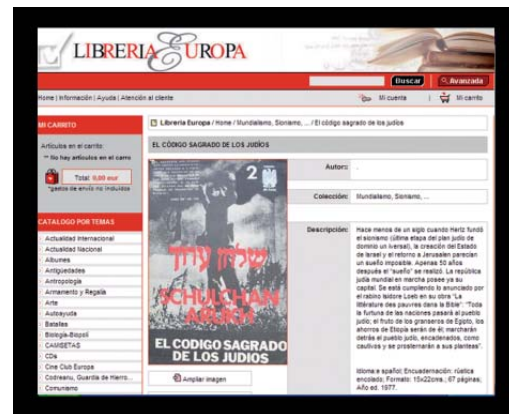 LIBRERIA EUROPA
Buscar
Avanzada
Home | Información | Ayuda | Atención al cliente
Mi cuenta | Mi carrito
MI CARRITO
Artículos en el carrito:
** No hay artículos en el carro
Total: 0,00 eur
*gastos de envío no incluidos
CATALOGO POR TEMAS
Actualidad Internacional
Actualidad Nacional
Albumes
Antigüedades
Antropología
Armamento y Regalía
Arte
Autoayuda
Batallas
Biología-Biopolí
CAMISETAS
CDs
Cine Club Europa
Codreanu, Guardia de Hierro...
Comunismo
Librería Europa / Home / Mundialismo, Sionismo, ... / El código sagrado de los judíos
EL CÓDIGO SAGRADO DE LOS JUDÍOS
2
שלחן ערוך
SCHULCHAN
ARUKH
EL CODIGO SAGRADO
DE LOS JUDIOS
Ampliar imagen
Autor: .
Colección: Mundialismo, Sionismo, ...
Descripción: Hace menos de un siglo cuando Hertz fundó
el sionismo (última etapa del plan judío de
dominio universal), la creación del Estado
de Israel y el retorno a Jerusalén parecían
un sueño imposible. Apenas 50 años
después el "sueño" se realizó. La república
judía mundial en marcha posee ya su
capital. Se está cumpliendo lo anunciado por
el rabino Isidore Loeb en su obra "La
littérature des pauvres dans la Bible": "Toda
la fortuna de las naciones pasará al pueblo
judío; el fruto de los graneros de Egipto, los
ahorros de Etiopía serán de él; marcharán
detrás el pueblo judío, encadenados, como
cautivos y se prosternarán a sus plantas".
Idioma:español; Encuadernación: rústica
encolado; Formato: 15x22cms.; 67 páginas;
Año ed. 1977.